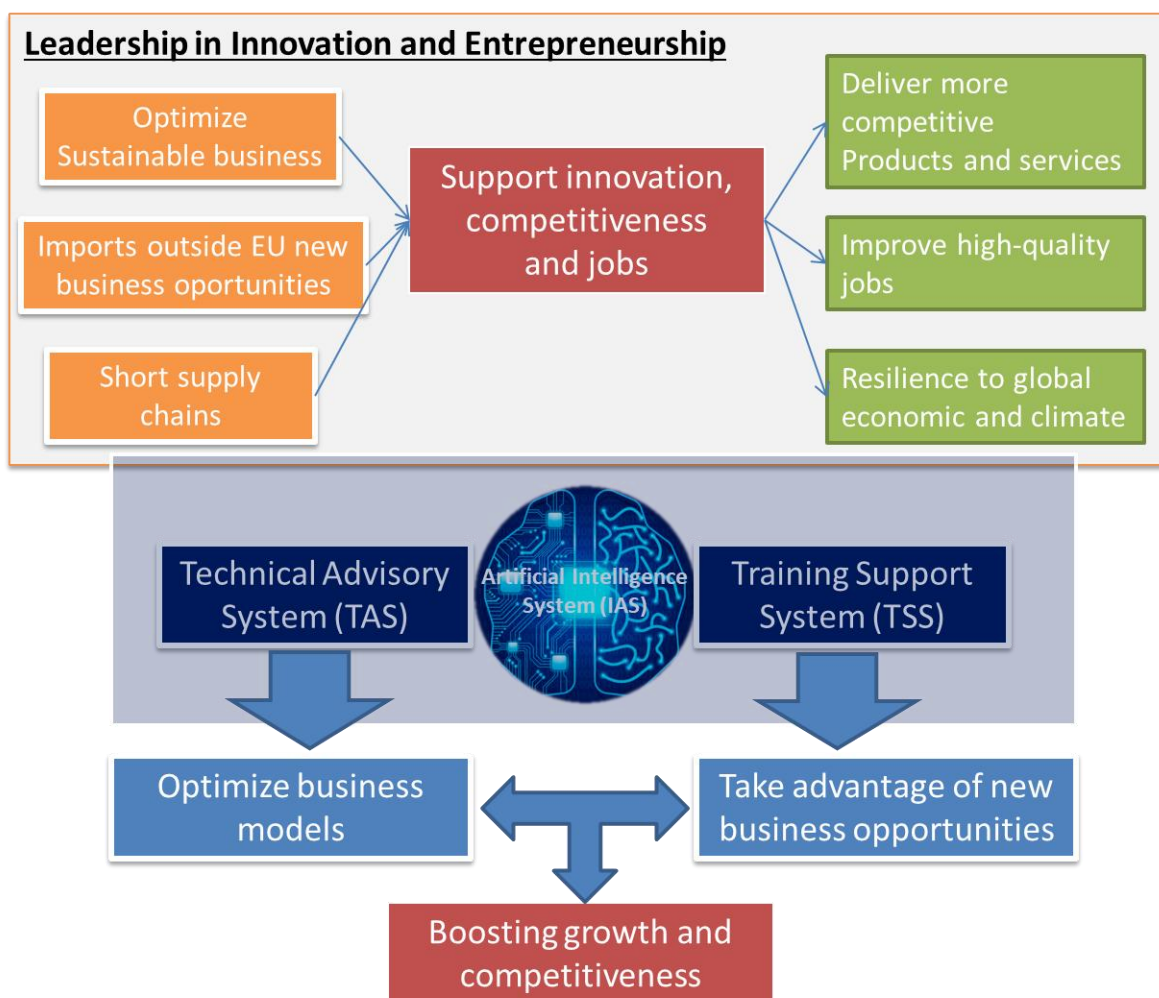 Leadership in Innovation and Entrepreneurship
Optimize
Sustainable business
Imports outside EU new
business oportunities
Short supply
chains
Support innovation,
competitiveness
and jobs
Deliver more
competitive
Products and services
Improve high-quality
jobs
Resilience to global
economic and climate
Technical Advisory
System (TAS)
Artificial Intelligence
System (IAS)
Training Support
System (TSS)
Optimize business
models
Take advantage of new
business opportunities
Boosting growth and
competitiveness